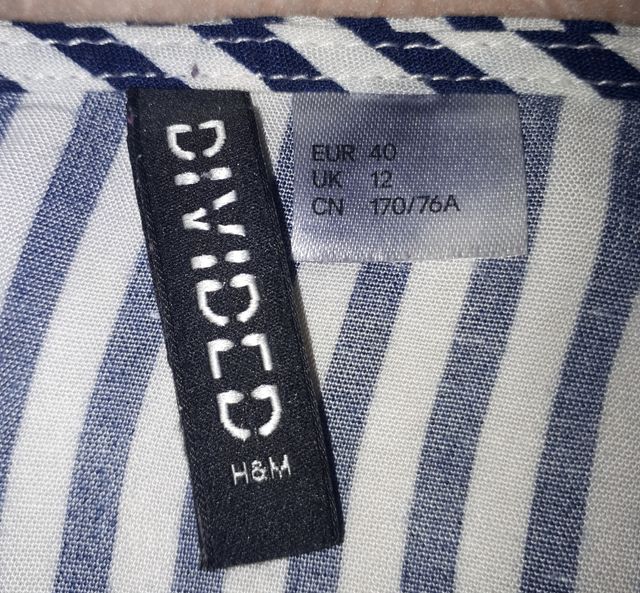 DIVIDED
H&M
EUR 40
UK 12
CN 170/76A